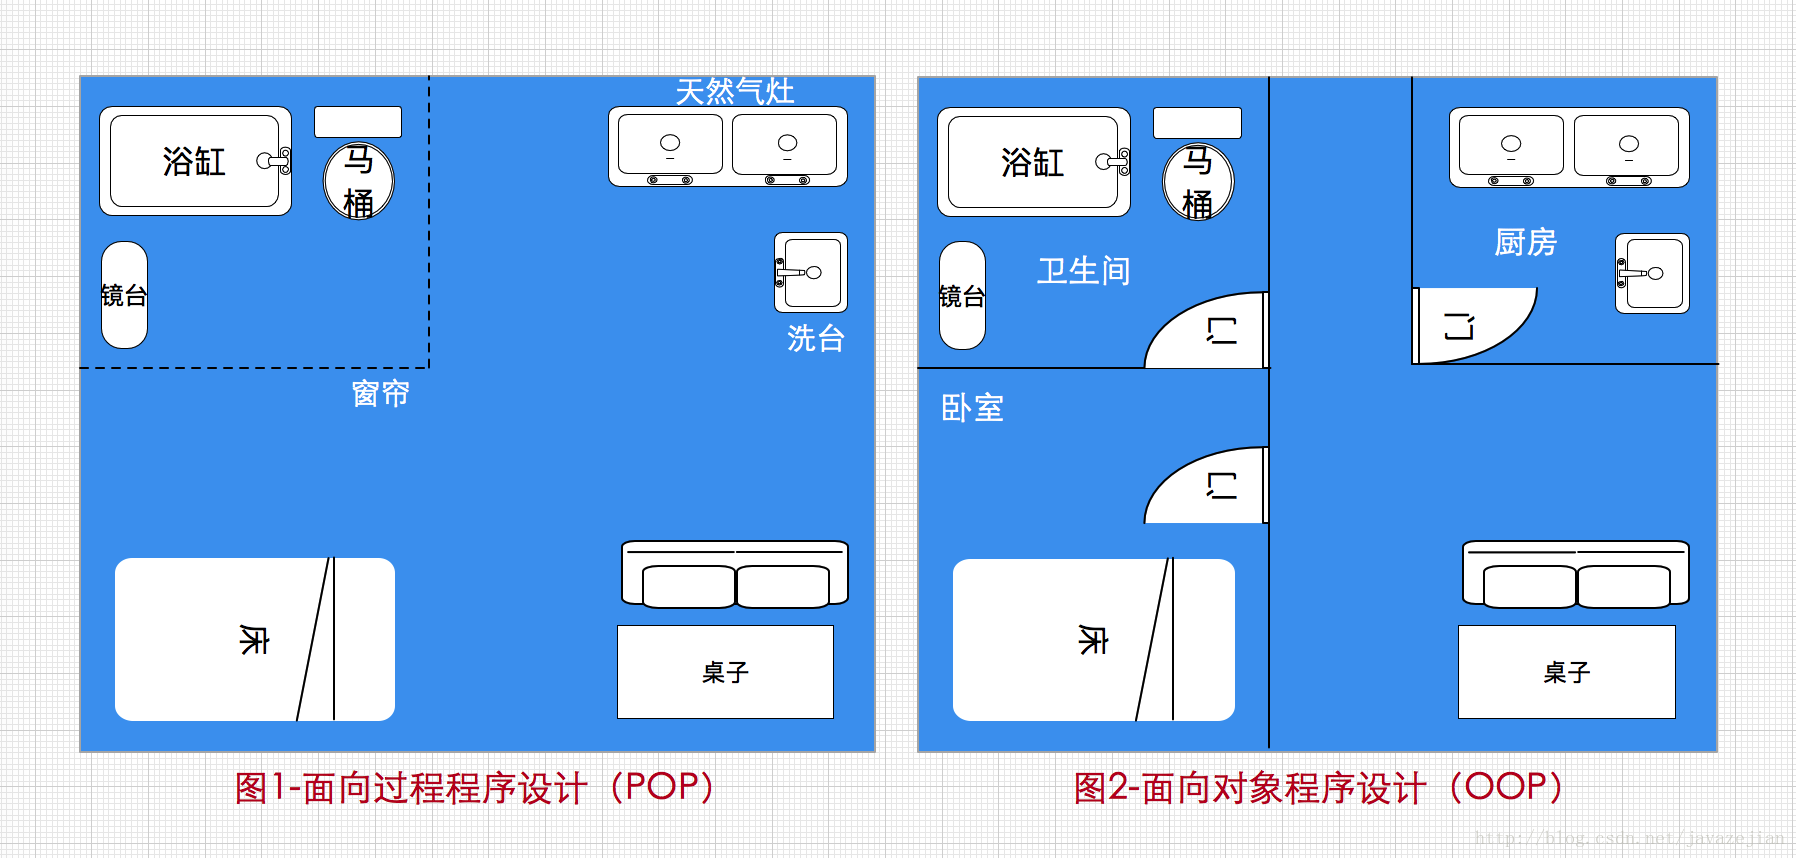 天然气灶
浴缸
马
桶
镜台
洗台
窗帘
床
桌子
图1-面向过程程序设计（POP）
浴缸
马
桶
镜台
卫生间
门
厨房
门
卧室
门
床
桌子
图2-面向对象程序设计（OOP）
http://blog.csdn.net/javazejian